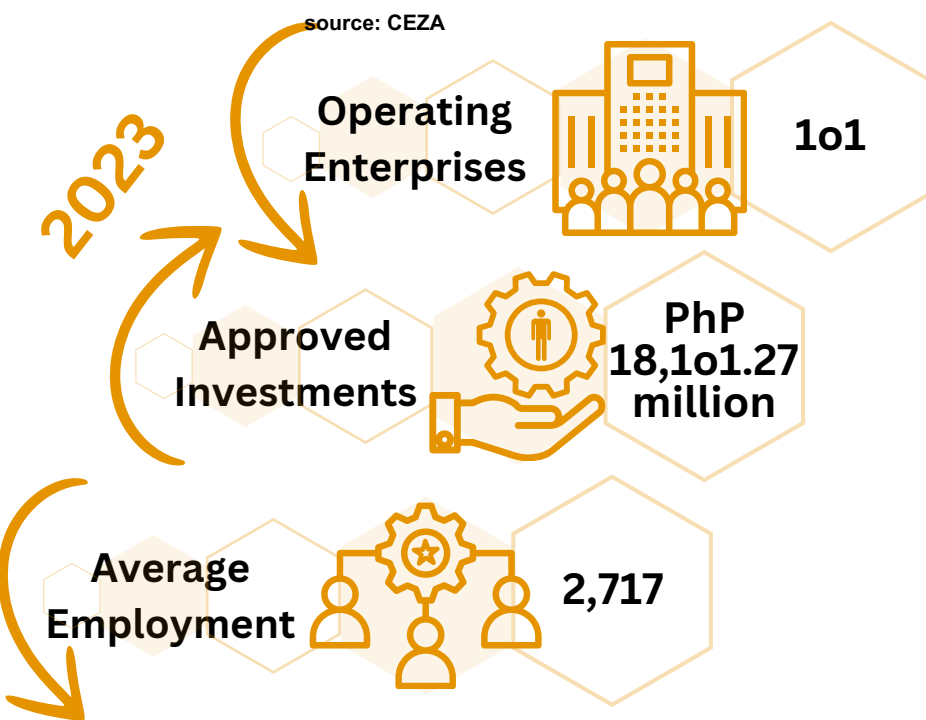 source: CEZA
2023
Operating
Enterprises
1o1
Approved
Investments
PhP
18,1o1.27
million
Average
Employment
2,717